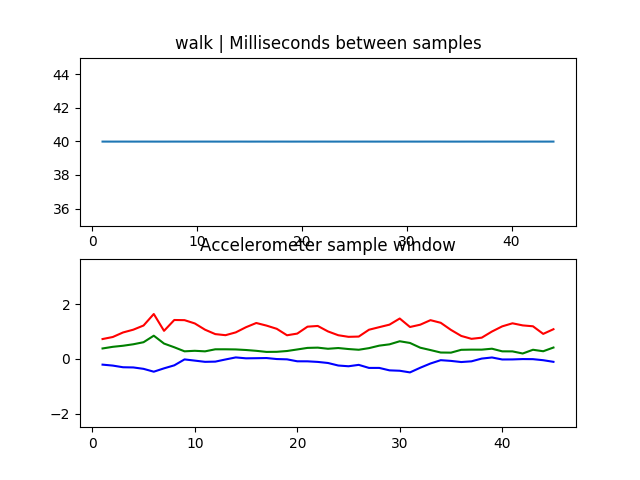 walk | Milliseconds between samples
44
42
40
38
36
0 10 20 30 40
Accelerometer sample window
2
0
−2
0 10 20 30 40